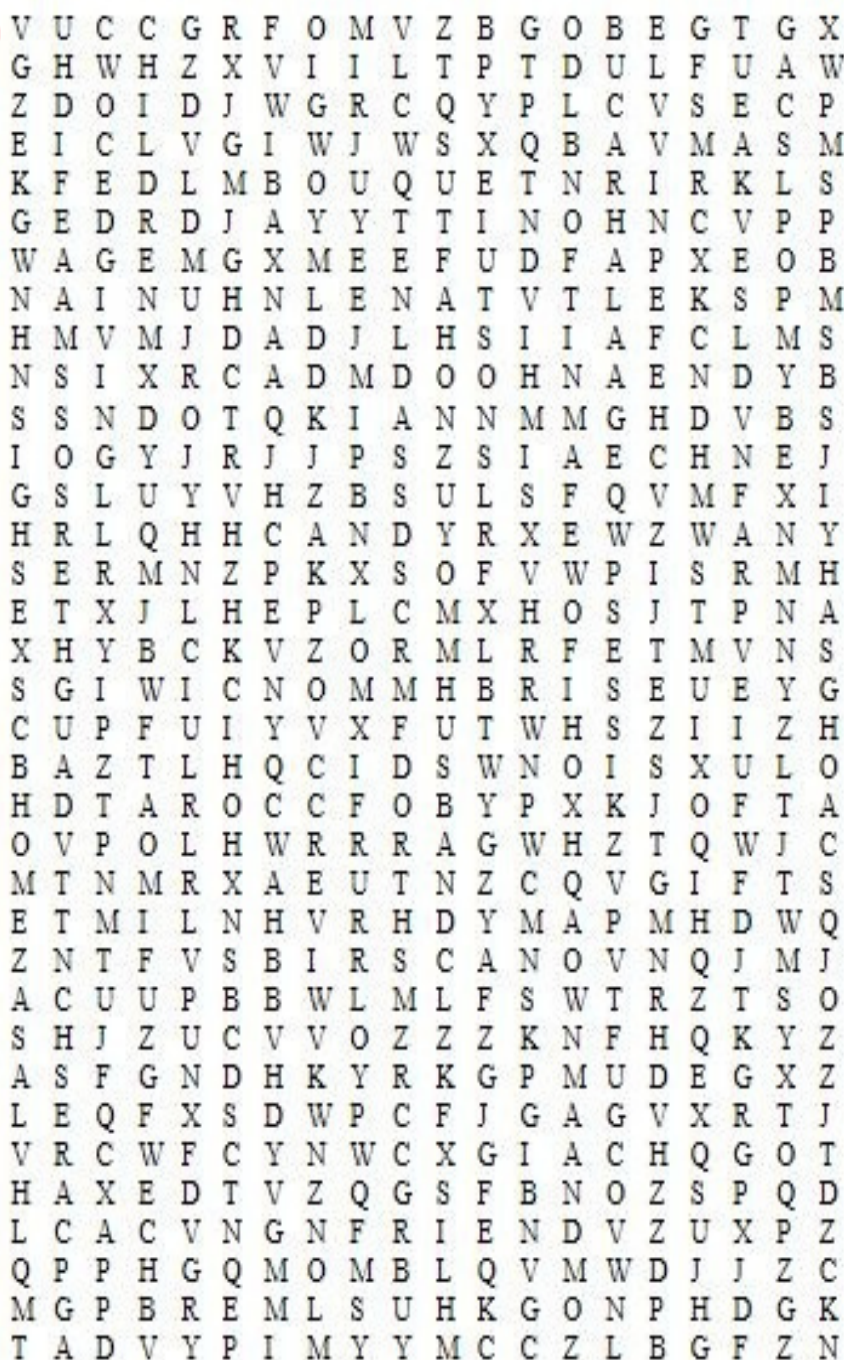 V U C C G R F O M V Z B G O B E G T G X
G H W H Z X V I I L T P T D U L F U A W
Z D O I D J W G R C Q Y P L C V S E C P
E I C L V G I W J W S X Q B A V M A S M
K F E D L M B O U Q U E T N R I R K L S
G E D R D J A Y Y T T I N O H N C V P P
W A G E M G X M E E F U D F A P X E O B
N A I N U H N L E N A T V T L E K S P M
H M V M J D A D J L H S I I A F C L M S
N S I X R C A D M D O O H N A E N D Y B
S S N D O T Q K I A N N M M G H D V B S
I O G Y J R J J P S Z S I A E C H N E J
G S L U Y V H Z B S U L S F Q V M F X I
H R L Q H H C A N D Y R X E W Z W A N Y
S E R M N Z P K X S O F V W P I S R M H
E T X J L H E P L C M X H O S J T P N A
X H Y B C K V Z O R M L R F E T M V N S
S G I W I C N O M M H B R I S E U E Y G
C U P F U I Y V X F U T W H S Z I I Z H
B A Z T L H Q C I D S W N O I S X U L O
H D T A R O C C F O B Y P X K J O F T A
O V P O L H W R R R A G W H Z T Q W J C
M T N M R X A E U T N Z C Q V G I F T S
E T M I L N H V R H D Y M A P M H D W Q
Z N T F V S B I R S C A N O V N Q J M J
A C U U P B B W L M L F S W T R Z T S O
S H J Z U C V V O Z Z Z K N F H Q K Y Z
A S F G N D H K Y R K G P M U D E G X Z
L E Q F X S D W P C F J G A G V X R T J
V R C W F C Y N W C X G I A C H Q G O T
H A X E D T V Z Q G S F B N O Z S P Q D
L C A C V N G N F R I E N D V Z U X P Z
Q P P H G Q M O M B L Q V M W D J J Z C
M G P B R E M L S U H K G O N P H D G K
T A D V Y P I M Y Y M C C Z L B G F Z N